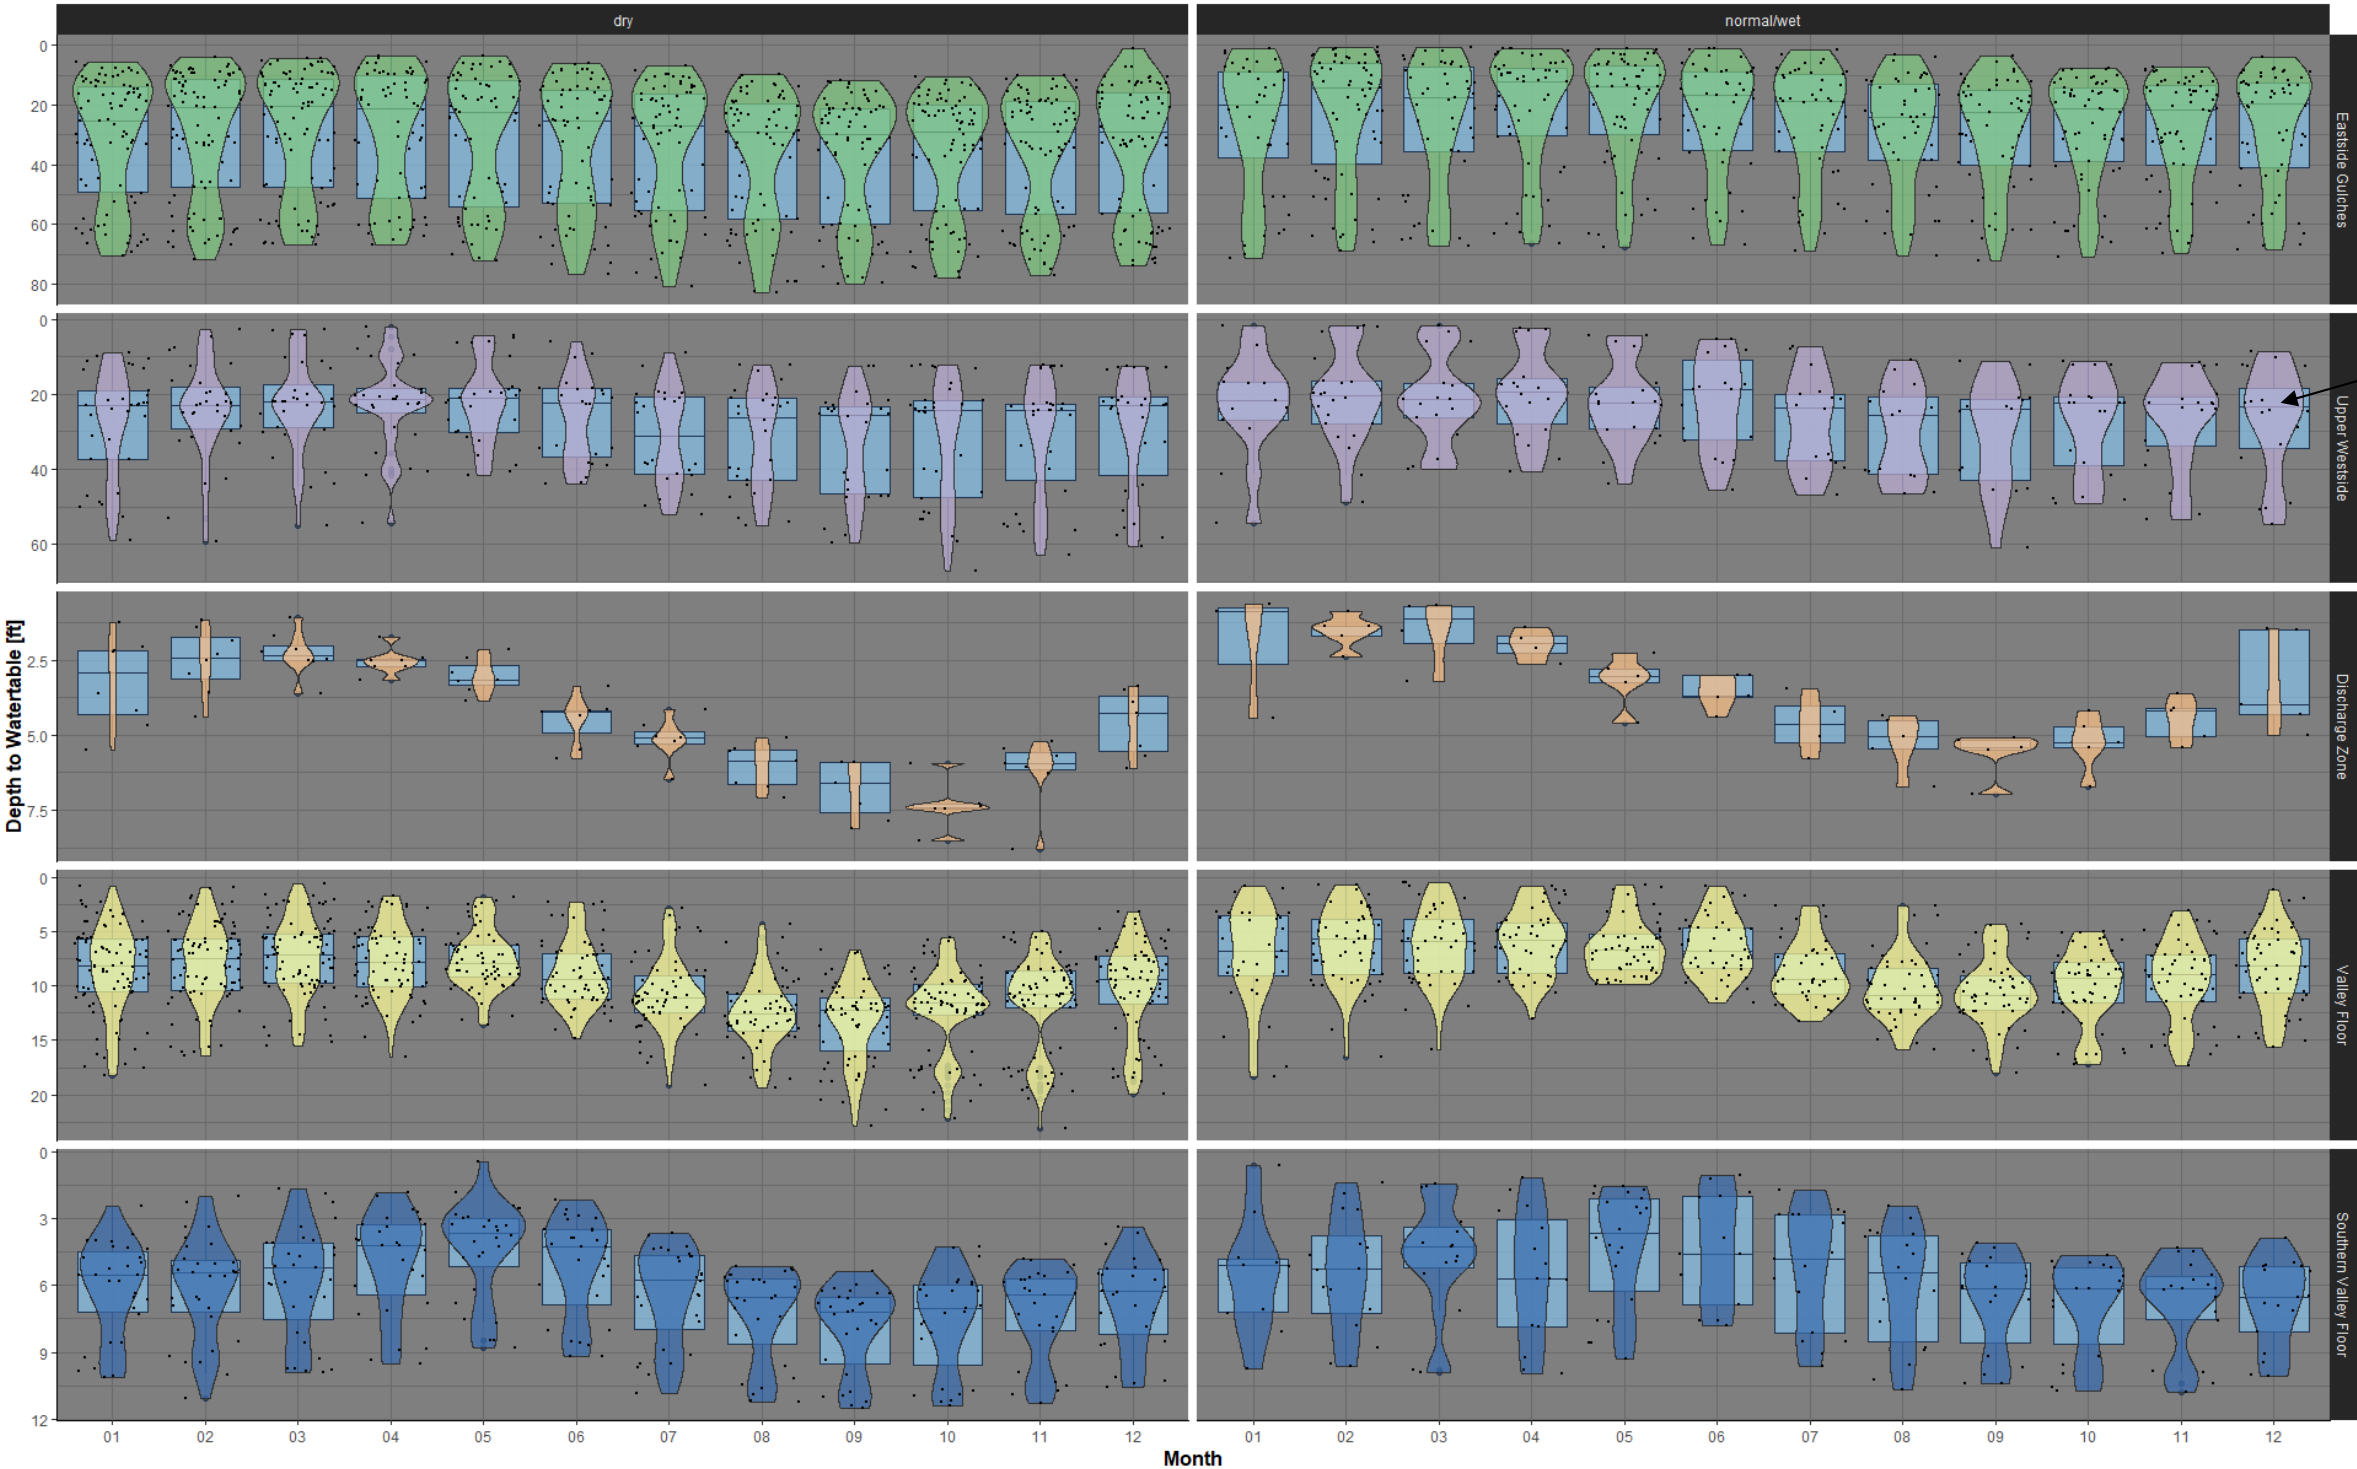 dry
normal/wet
0
20
40
60
80
Eastside Gulches
0
20
40
60
Upper Westside
2.5
5.0
7.5
Discharge Zone
0
5
10
15
20
Valley Floor
0
3
6
9
12
Southern Valley Floor
Depth to Watertable [ft]
01 02 03 04 05 06 07 08 09 10 11 12
01 02 03 04 05 06 07 08 09 10 11 12
Month